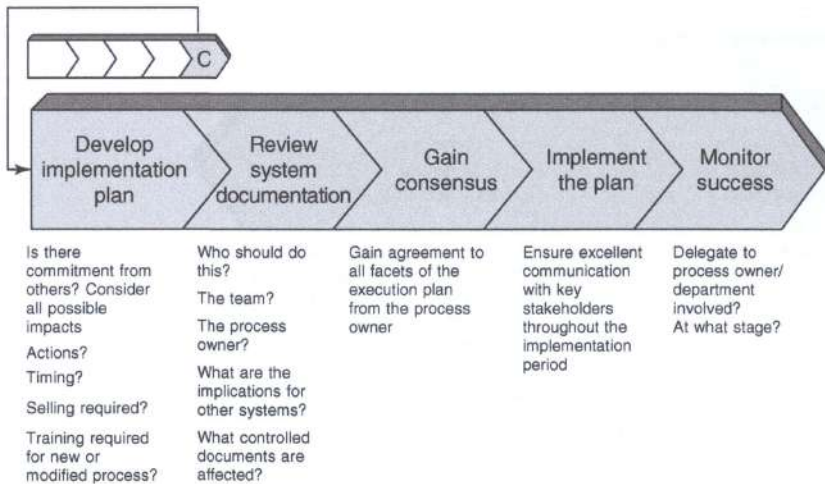 C
Develop
implementation
plan
Review
system
documentation
Gain
consensus
Implement
the plan
Monitor
success
Is there
commitment from
others? Consider
all possible
impacts
Actions?
Timing?
Selling required?
Training required
for new or
modified process?
Who should do
this?
The team?
The process
owner?
What are the
implications for
other systems?
What controlled
documents are
affected?
Gain agreement to
all facets of the
execution plan
from the process
owner
Ensure excellent
communication
with key
stakeholders
throughout the
implementation
period
Delegate to
process owner/
department
involved?
At what stage?